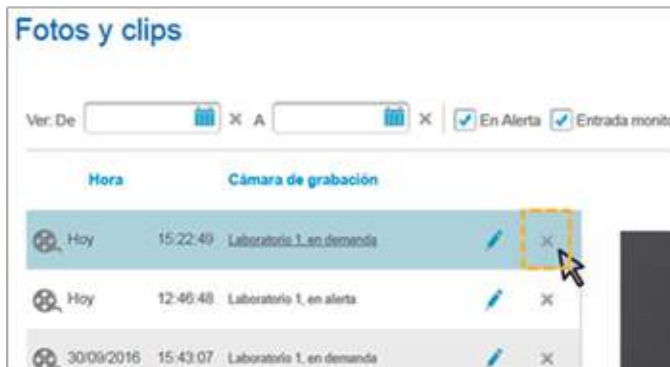 Fotos y clips
Ver: De A En Alerta Entrada monito
Hora Cámara de grabación
Hoy 15:22:49 Laboratorio 1, en demanda
Hoy 12:46:48 Laboratorio 1, en alerta
30/09/2016 15:43:07 Laboratorio 1, en demanda